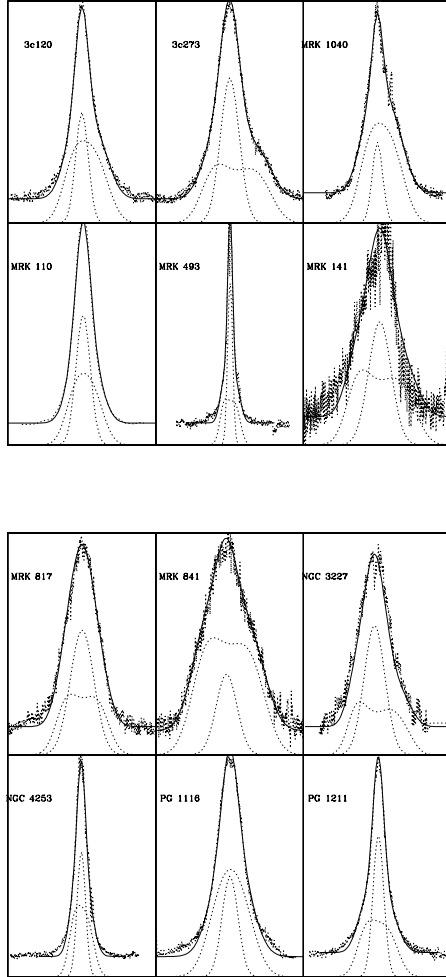 3c120
3c273
MRK 1040
MRK 110
MRK 493
MRK 141
MRK 817
MRK 841
NGC 3227
NGC 4253
PG 1116
PG 1211